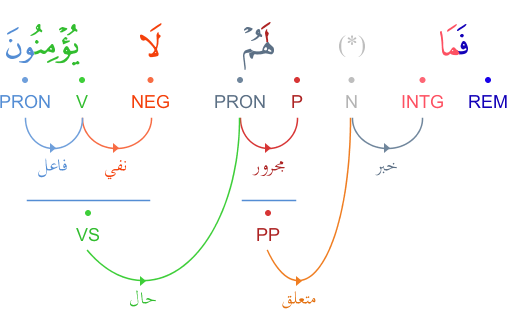 فَمَا (*) لَهُمْ لَا يُؤْمِنُونَ
REM INTG N P PRON NEG V PRON
خبر مجرور نفي فاعل
PP VS
متعلق حال